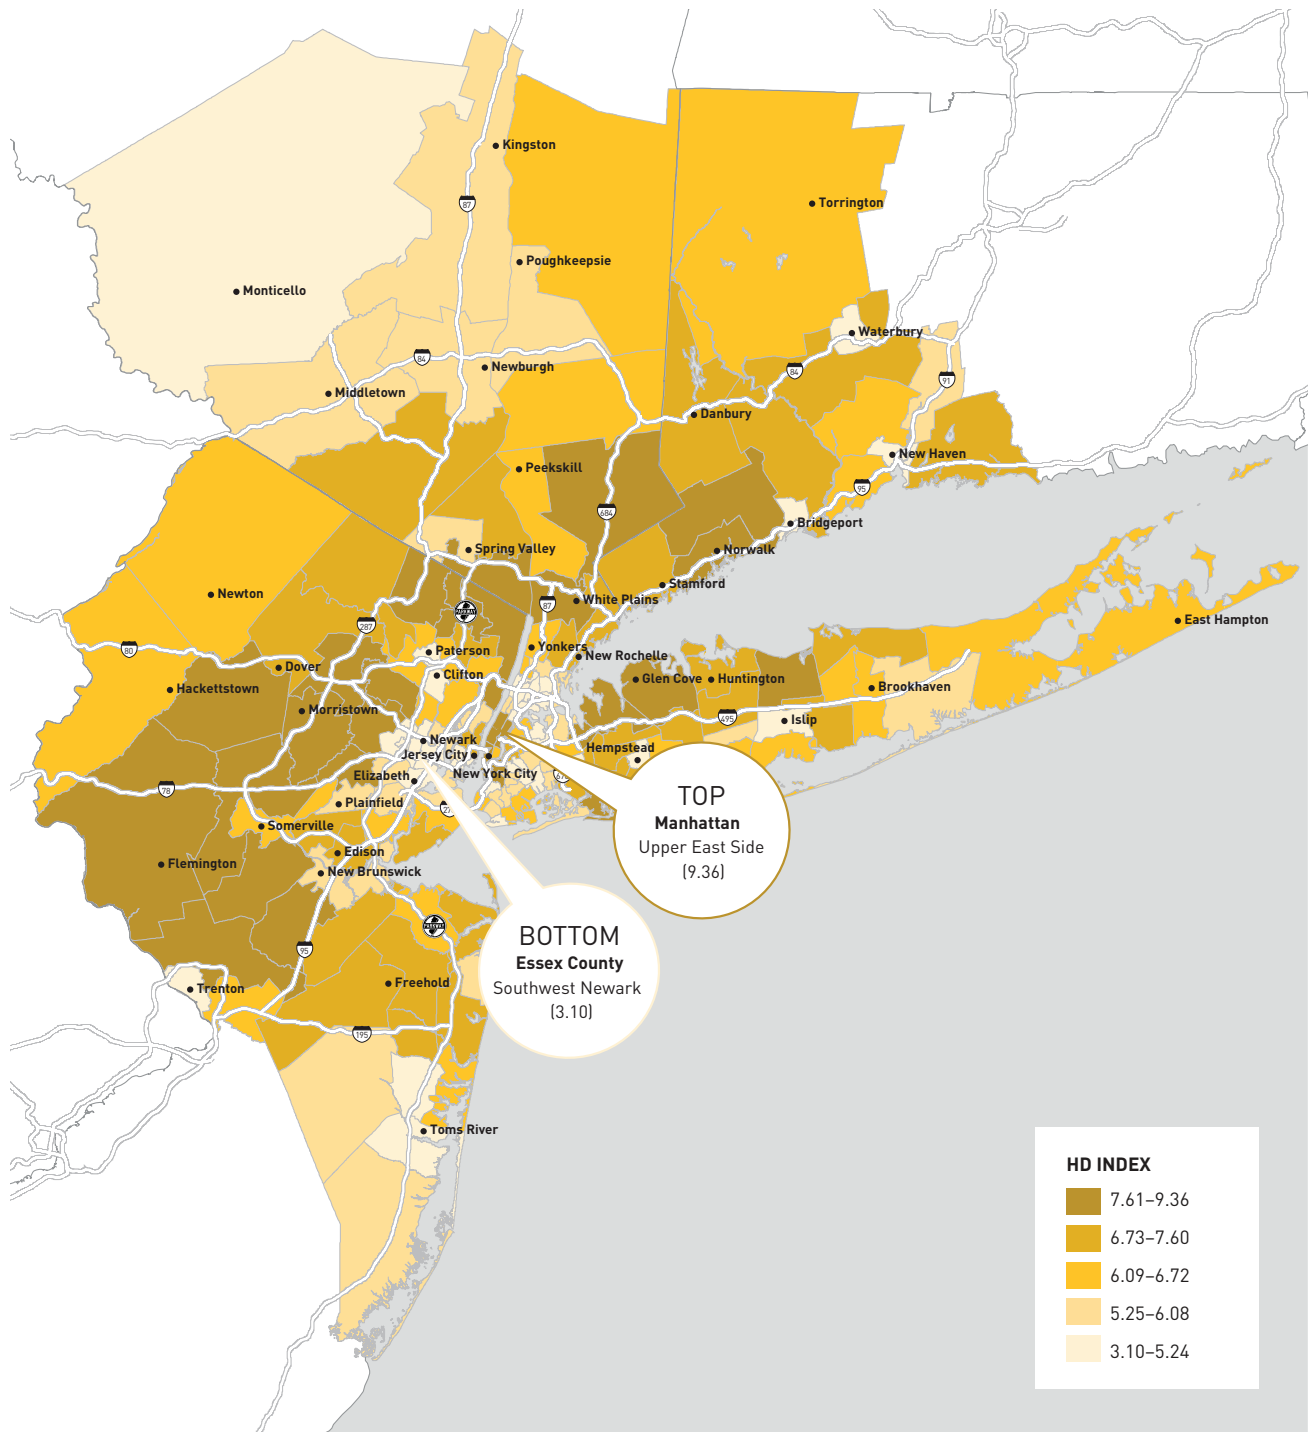 Kingston
87
Torrington
Poughkeepsie
Monticello
Waterbury
84
Newburgh
84
91
Middletown
Danbury
New Haven
Peekskill
95
684
Bridgeport
Spring Valley
Norwalk
Stamford
Newton
White Plains
87
287
East Hampton
80
Paterson
Yonkers
New Rochelle
Dover
Clifton
Glen Cove
Huntington
Hackettstown
Brookhaven
Morristown
495
Islip
Newark
Jersey City
Hempstead
Elizabeth
New York City
78
Plainfield
Somerville
Edison
Flemington
New Brunswick
TOP
Manhattan
Upper East Side
(9.36)
PARKWAY
BOTTOM
Essex County
Southwest Newark
(3.10)
95
Trenton
Freehold
195
Toms River
HD INDEX
7.61–9.36
6.73–7.60
6.09–6.72
5.25–6.08
3.10–5.24